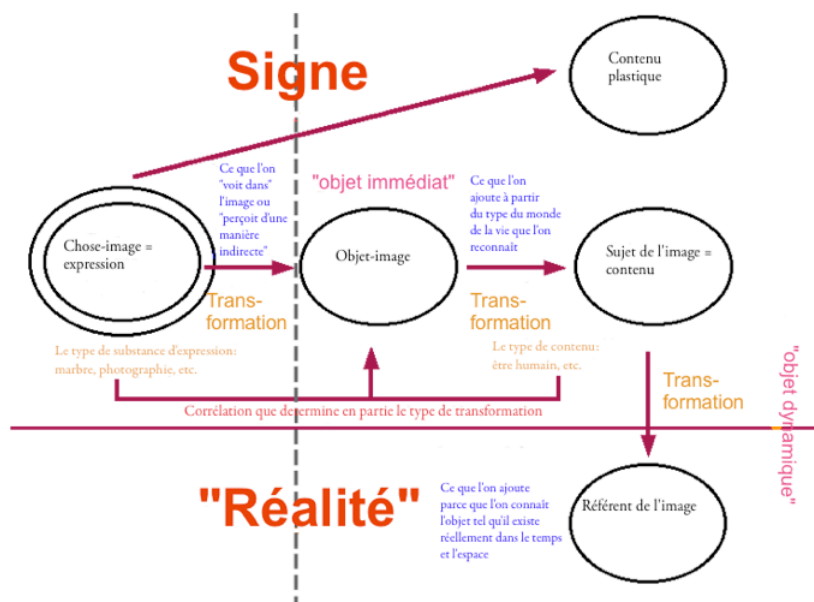 Signe
Contenu
plastique
Ce que l'on
"voit dans"
l'image ou
"perçoit d'une
manière
indirecte"
"objet immédiat"
Ce que l'on
ajoute à partir
du type du monde
de la vie que l'on
reconnaît
Chose-image =
expression
Objet-image
Sujet de l'image =
contenu
Trans-
formation
Trans-
formation
Le type de substance d'expression:
marbre, photographie, etc.
Le type de contenu:
être humain, etc.
Trans-
formation
Corrélation que determine en partie le type de transformation
"objet dynamique"
"Réalité"
Ce que l'on ajoute
parce que l'on connaît
l'objet tel qu'il existe
réellement dans le temps
et l'espace
Référent de l'image